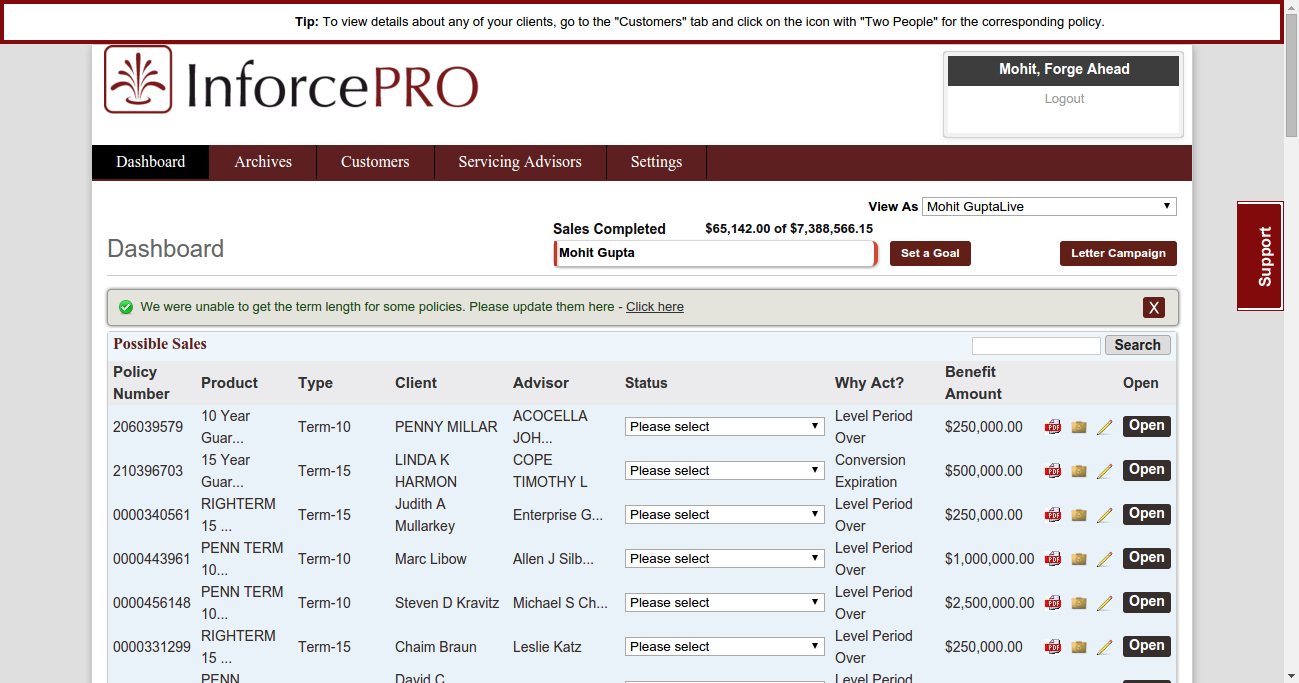 Tip: To view details about any of your clients, go to the "Customers" tab and click on the icon with "Two People" for the corresponding policy.
InforcePRO
Mohit, Forge Ahead
Logout
Dashboard Archives Customers Servicing Advisors Settings
View As Mohit GuptaLive
Sales Completed $65,142.00 of $7,388,566.15
Dashboard
Mohit Gupta
Set a Goal
Letter Campaign
Support
We were unable to get the term length for some policies. Please update them here - Click here
X
Possible Sales
Search
Policy Number Product Type Client Advisor Status Why Act? Benefit Amount Open
206039579 10 Year Guar... Term-10 PENNY MILLAR ACOCELLA JOH... Please select Level Period Over $250,000.00 PDF Open
210396703 15 Year Guar... Term-15 LINDA K HARMON COPE TIMOTHY L Please select Conversion Expiration $500,000.00 PDF Open
0000340561 RIGHTERM 15 ... Term-15 Judith A Mullarkey Enterprise G... Please select Level Period Over $250,000.00 PDF Open
0000443961 PENN TERM 10... Term-10 Marc Libow Allen J Silb... Please select Level Period Over $1,000,000.00 PDF Open
0000456148 PENN TERM 10... Term-10 Steven D Kravitz Michael S Ch... Please select Level Period Over $2,500,000.00 PDF Open
0000331299 RIGHTERM 15 ... Term-15 Chaim Braun Leslie Katz Please select Level Period Over $250,000.00 PDF Open
PENN David C Level Period